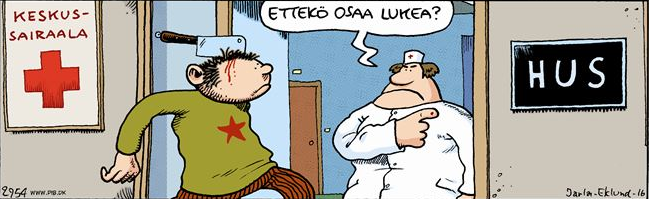 KESKUS-
SAIRAALA
ETTEKÖ OSAA LUKEA?
HUS
2954 WWW.PIB.DK
Jarla-Eklund-16